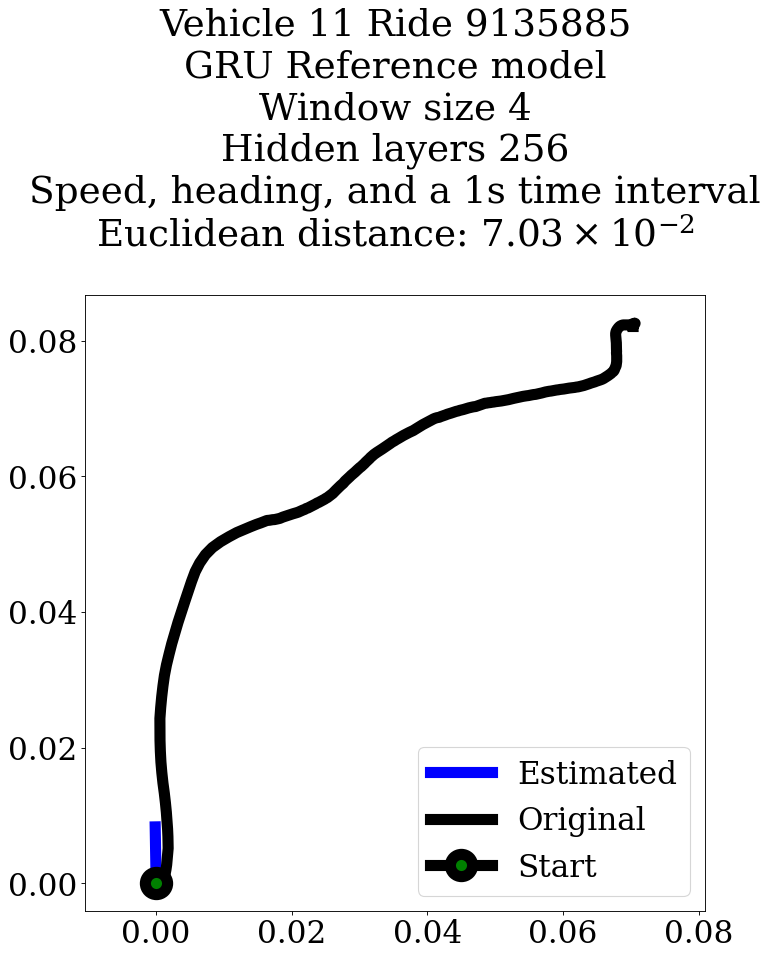 Vehicle 11 Ride 9135885
GRU Reference model
Window size 4
Hidden layers 256
Speed, heading, and a 1s time interval
Euclidean distance: 7.03 × 10⁻²
0.08
0.06
0.04
0.02
0.00
Estimated
Original
Start
0.00 0.02 0.04 0.06 0.08